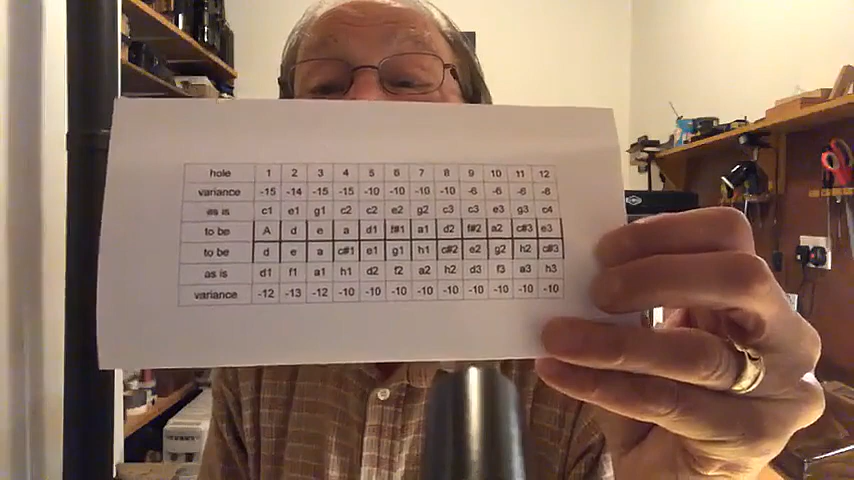 hole 1 2 3 4 5 6 7 8 9 10 11 12
variance -15 -14 -15 -15 -10 -10 -10 -10 -6 -6 -6 -8
as is c1 e1 g1 c2 c2 e2 g2 c3 c3 e3 g3 c4
to be A d e a d1 f#1 a1 d2 f#2 a2 c#3 e3
to be d e a c#1 e1 g1 h1 c#2 e2 g2 h2 c#3
as is d1 f1 a1 h1 d2 f2 a2 h2 d3 f3 a3 h3
variance -12 -13 -12 -10 -10 -10 -10 -10 -10 -10 -10 -10